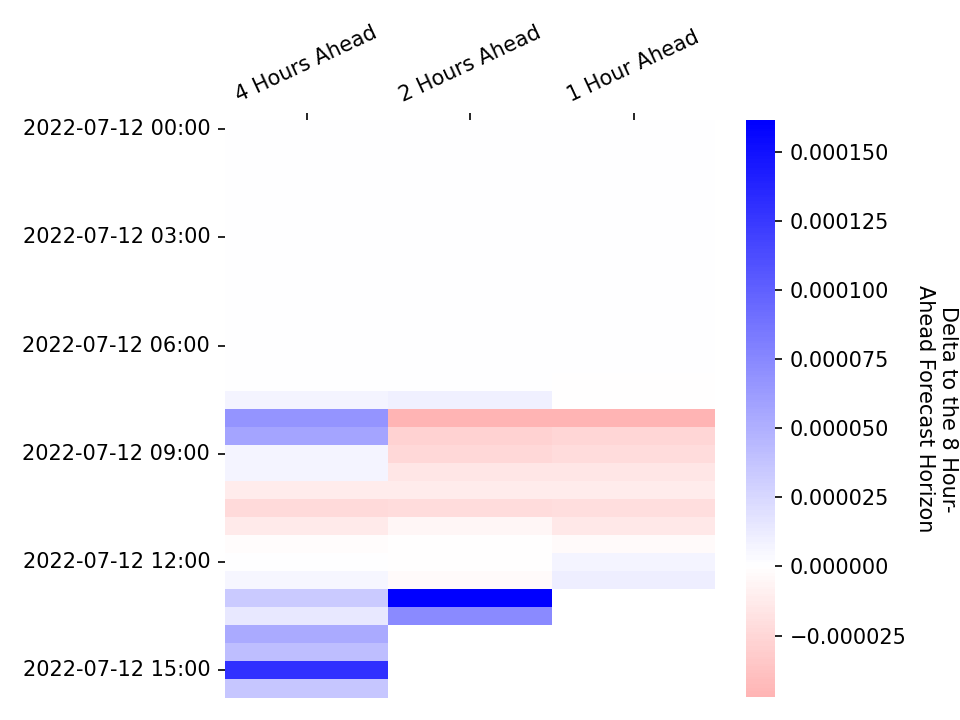 4 Hours Ahead
2 Hours Ahead
1 Hour Ahead
2022-07-12 00:00
2022-07-12 03:00
2022-07-12 06:00
2022-07-12 09:00
2022-07-12 12:00
2022-07-12 15:00
0.000150
0.000125
0.000100
0.000075
0.000050
0.000025
0.000000
−0.000025
Delta to the 8 Hour-
Ahead Forecast Horizon